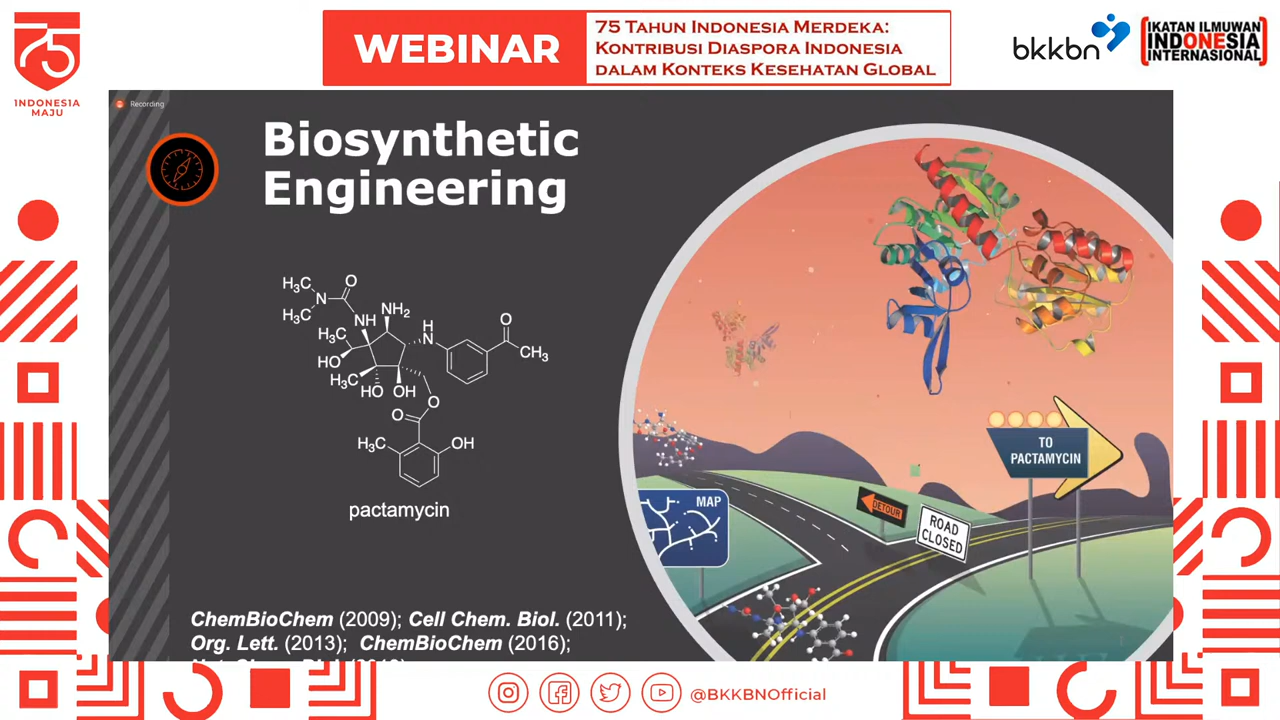 75
INDONESIA
MAJU
WEBINAR
75 TAHUN INDONESIA MERDEKA:
KONTRIBUSI DIASPORA INDONESIA
DALAM KONTEKS KESEHATAN GLOBAL
bkkbn
IKATAN ILMUWAN
INDONESIA
INTERNASIONAL
Recording
Biosynthetic
Engineering
H₃C
O
N
H₃C
NH
NH₂
H
N
O
CH₃
H₃C
HO
H₃C
HO
OH
O
O
H₃C
OH
pactamycin
TO
PACTAMYCIN
MAP
DETOUR
ROAD
CLOSED
ChemBioChem (2009); Cell Chem. Biol. (2011);
Org. Lett. (2013); ChemBioChem (2016);
@BKKBNOfficial